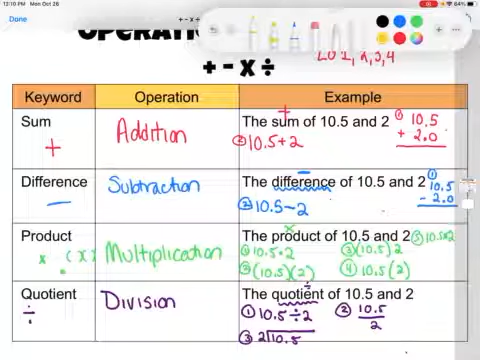 12:10 PM Mon Oct 28
64%
Done
+ - x ÷
OPERATION
LO 1, 2, 3, 4
+ - x ÷
Keyword Operation Example
Sum
+
Addition
+
The sum of 10.5 and 2
② 10.5+2
① 10.5
+ 2.0
Difference
—
Subtraction
−
The difference of 10.5 and 2
② 10.5-2
① 10.5
- 2.0
Product
x · (x)
Multiplication
x
The product of 10.5 and 2
⑤ 10.5x2
① 10.5 · 2 ③ (10.5) 2
② (10.5)(2) ④ 10.5(2)
Quotient
÷
Division
÷
The quotient of 10.5 and 2
① 10.5 ÷ 2 ② 10.5/2
③ 2⟌10.5